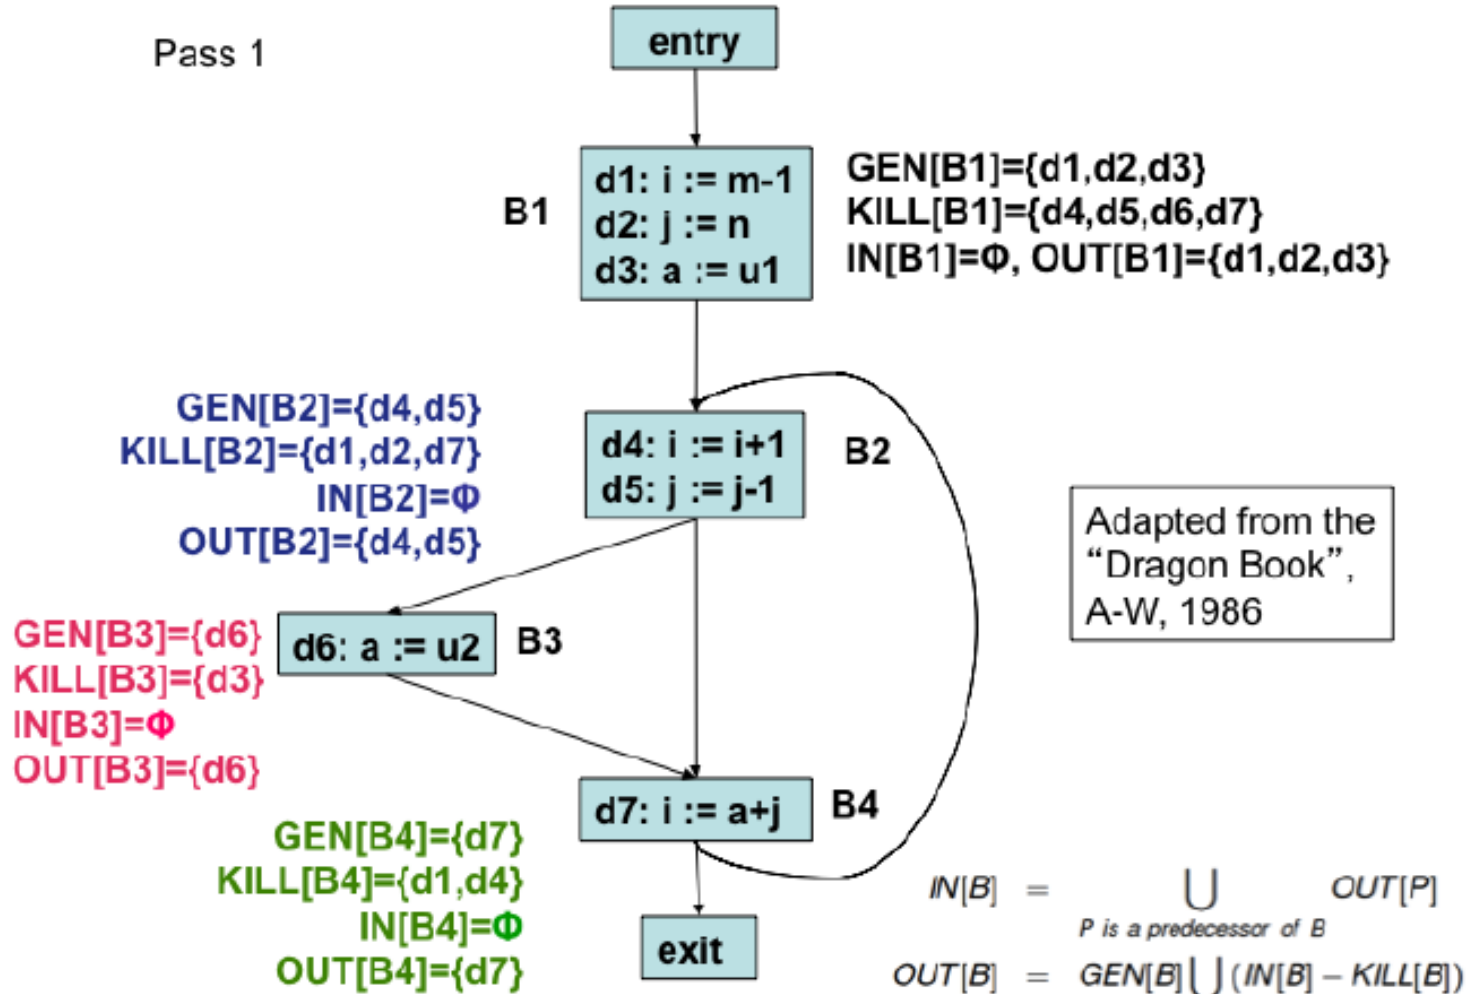 Pass 1
entry
B1
d1: i := m-1
d2: j := n
d3: a := u1
GEN[B1]={d1,d2,d3}
KILL[B1]={d4,d5,d6,d7}
IN[B1]=Φ, OUT[B1]={d1,d2,d3}
GEN[B2]={d4,d5}
KILL[B2]={d1,d2,d7}
IN[B2]=Φ
OUT[B2]={d4,d5}
d4: i := i+1
d5: j := j-1
B2
Adapted from the
“Dragon Book”,
A-W, 1986
GEN[B3]={d6}
KILL[B3]={d3}
IN[B3]=Φ
OUT[B3]={d6}
d6: a := u2
B3
d7: i := a+j
B4
GEN[B4]={d7}
KILL[B4]={d1,d4}
IN[B4]=Φ
OUT[B4]={d7}
exit
IN[B] = ⋃ OUT[P]
P is a predecessor of B
OUT[B] = GEN[B] ⋃ (IN[B] − KILL[B])